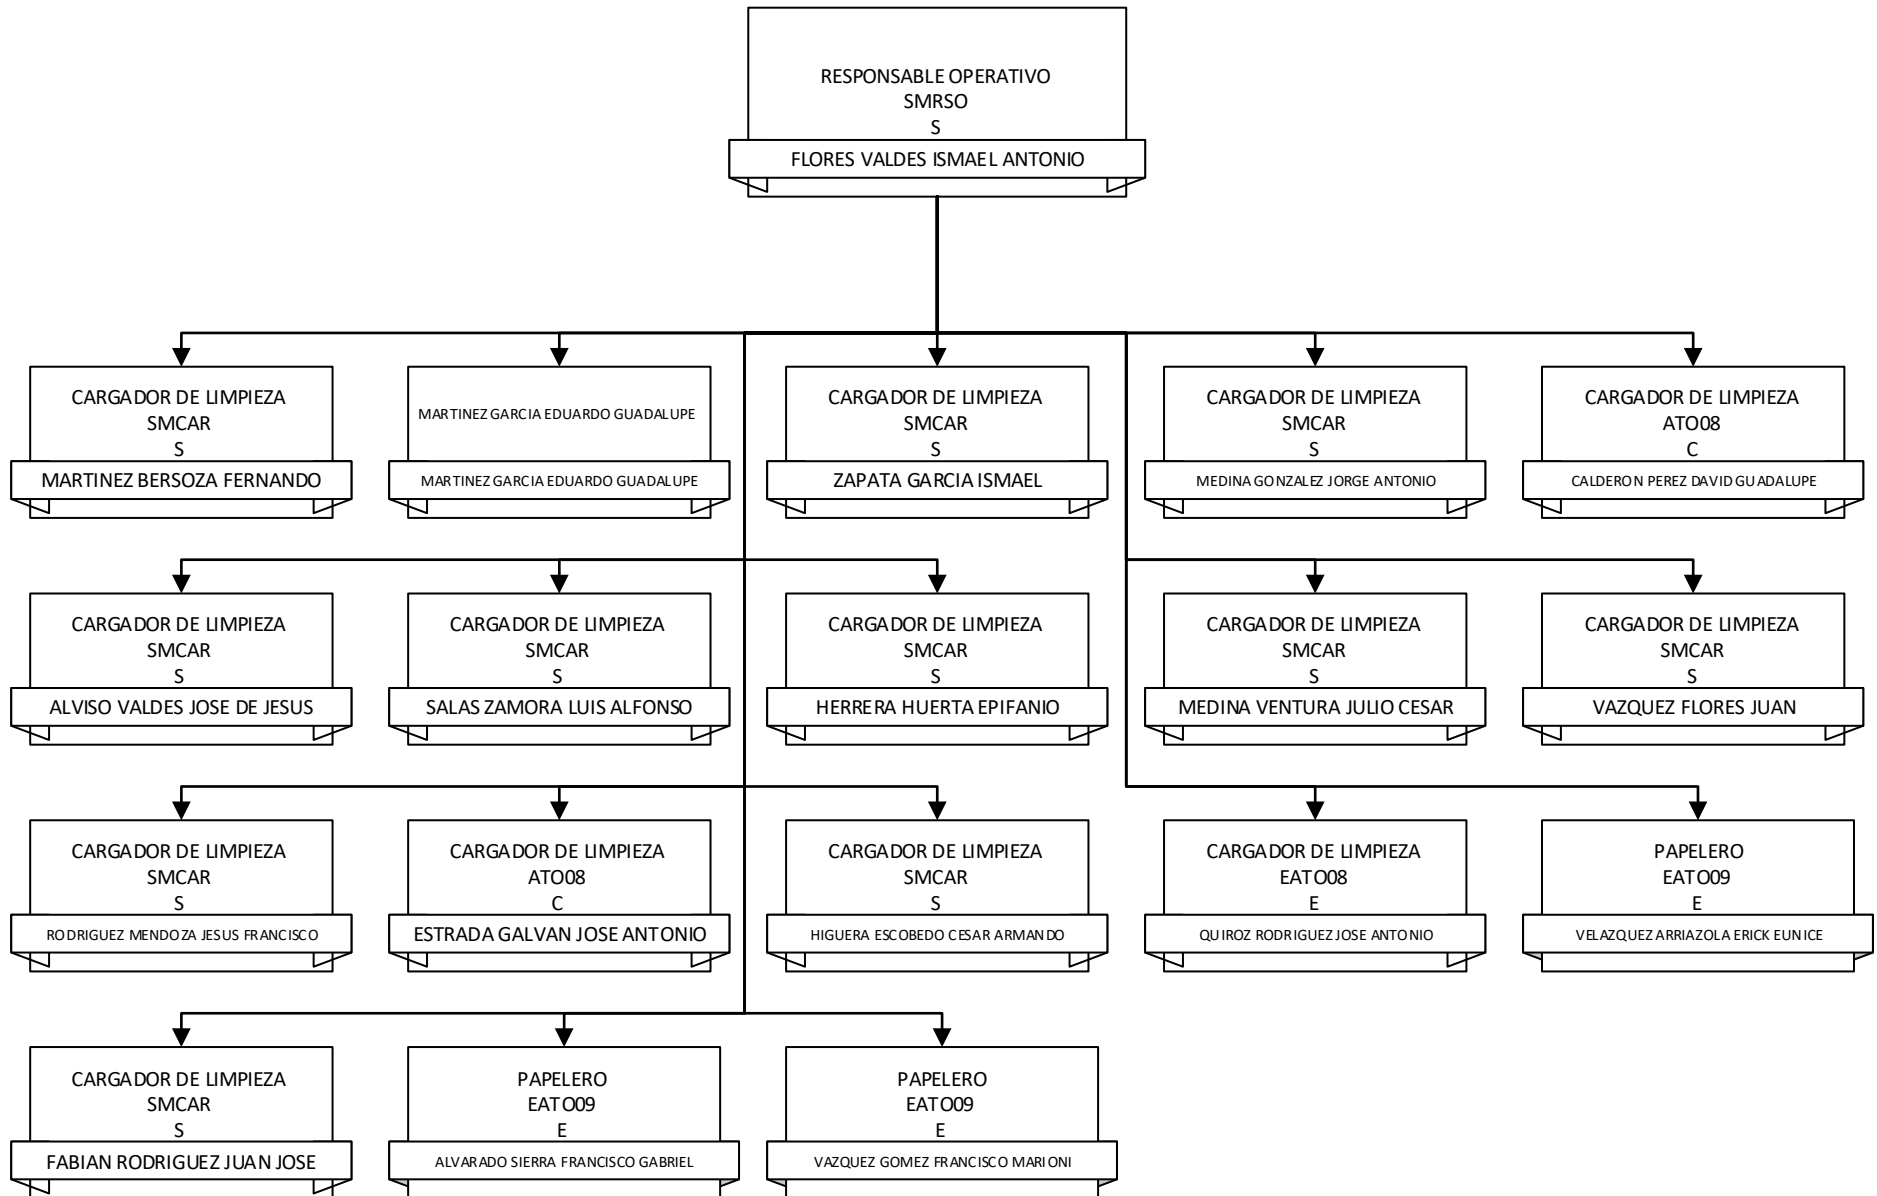 RESPONSABLE OPERATIVO
SMRSO
S
FLORES VALDES ISMAEL ANTONIO
CARGADOR DE LIMPIEZA
SMCAR
S
MARTINEZ BERSOZA FERNANDO
MARTINEZ GARCIA EDUARDO GUADALUPE
MARTINEZ GARCIA EDUARDO GUADALUPE
CARGADOR DE LIMPIEZA
SMCAR
S
ZAPATA GARCIA ISMAEL
CARGADOR DE LIMPIEZA
SMCAR
S
MEDINA GONZALEZ JORGE ANTONIO
CARGADOR DE LIMPIEZA
ATO08
C
CALDERON PEREZ DAVID GUADALUPE
CARGADOR DE LIMPIEZA
SMCAR
S
ALVISO VALDES JOSE DE JESUS
CARGADOR DE LIMPIEZA
SMCAR
S
SALAS ZAMORA LUIS ALFONSO
CARGADOR DE LIMPIEZA
SMCAR
S
HERRERA HUERTA EPIFANIO
CARGADOR DE LIMPIEZA
SMCAR
S
MEDINA VENTURA JULIO CESAR
CARGADOR DE LIMPIEZA
SMCAR
S
VAZQUEZ FLORES JUAN
CARGADOR DE LIMPIEZA
SMCAR
S
RODRIGUEZ MENDOZA JESUS FRANCISCO
CARGADOR DE LIMPIEZA
ATO08
C
ESTRADA GALVAN JOSE ANTONIO
CARGADOR DE LIMPIEZA
SMCAR
S
HIGUERA ESCOBEDO CESAR ARMANDO
CARGADOR DE LIMPIEZA
EATO08
E
QUIROZ RODRIGUEZ JOSE ANTONIO
PAPELERO
EATO09
E
VELAZQUEZ ARRIAZOLA ERICK EUNICE
CARGADOR DE LIMPIEZA
SMCAR
S
FABIAN RODRIGUEZ JUAN JOSE
PAPELERO
EATO09
E
ALVARADO SIERRA FRANCISCO GABRIEL
PAPELERO
EATO09
E
VAZQUEZ GOMEZ FRANCISCO MARIONI